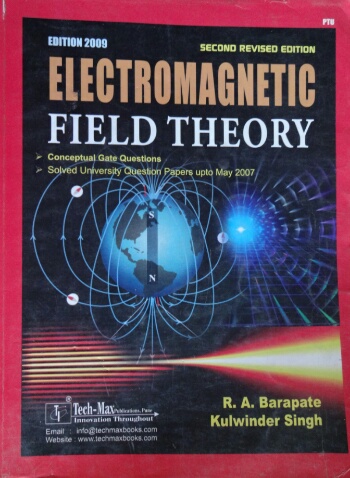 PTU
EDITION 2009
SECOND REVISED EDITION
ELECTROMAGNETIC
FIELD THEORY
➢ Conceptual Gate Questions
➢ Solved University Question Papers upto May 2007
S
N
R. A. Barapate
Kulwinder Singh
Tech-Max Publications, Pune
Innovation Throughout
Email : info@techmaxbooks.com
Website : www.techmaxbooks.com